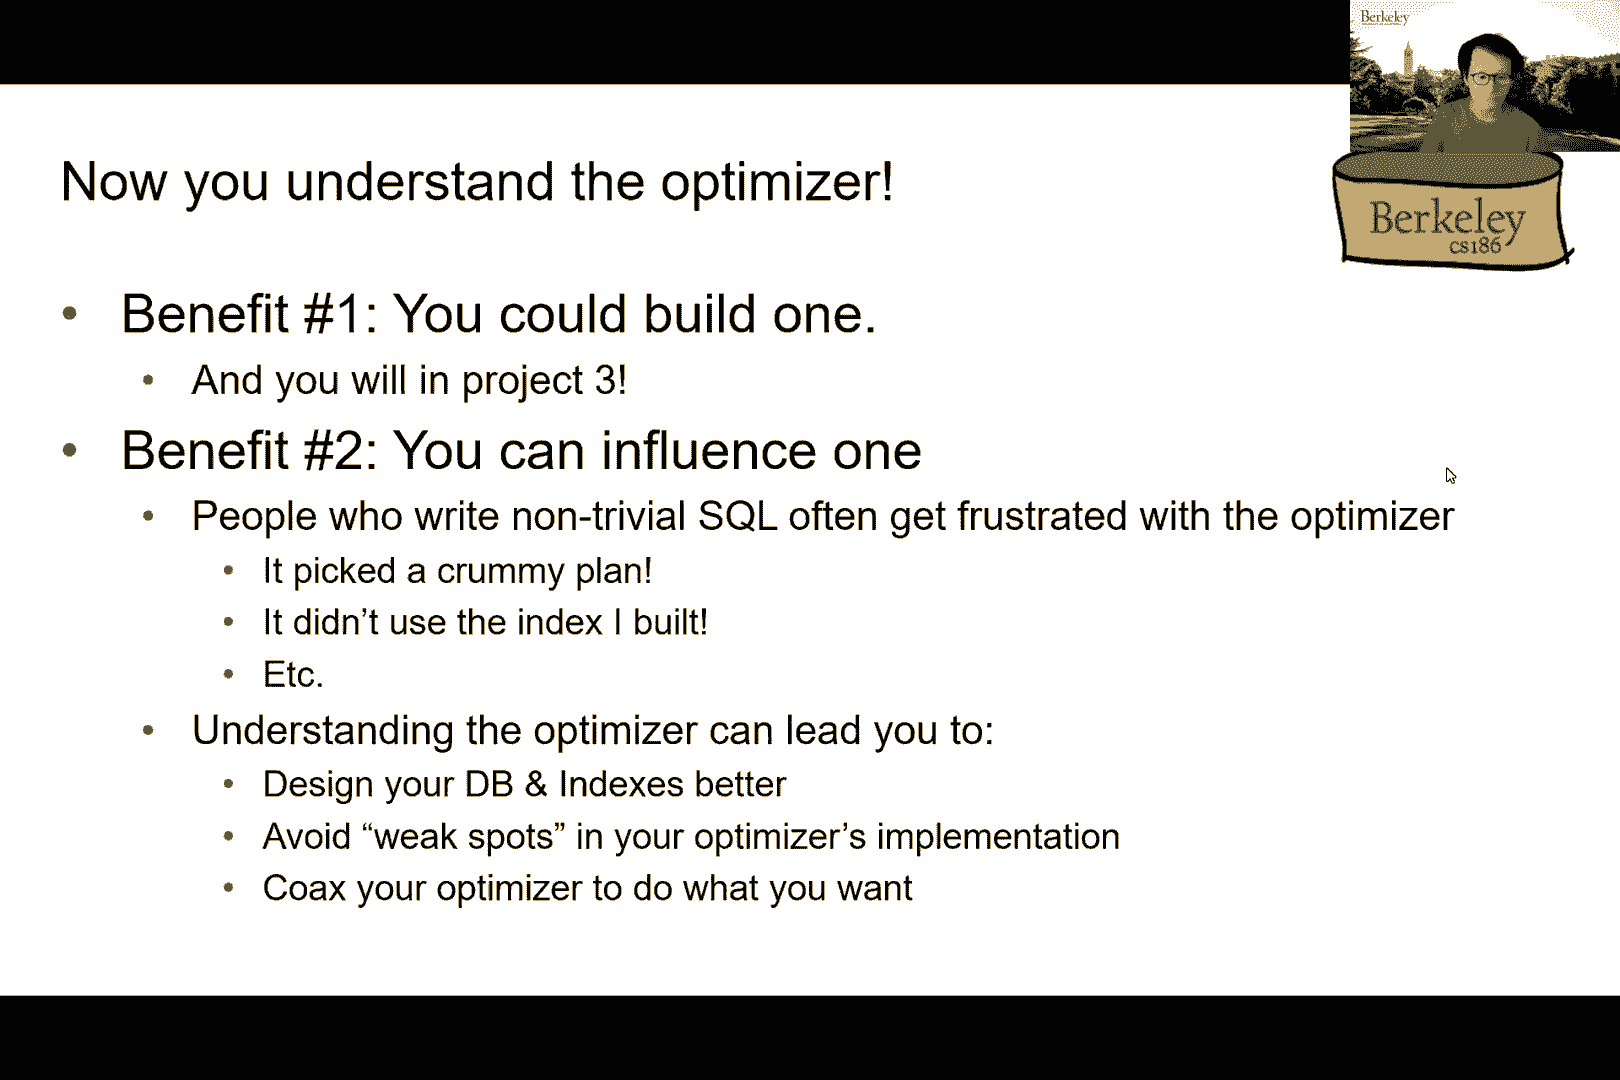 Berkeley
Now you understand the optimizer!
Berkeley
cs186
• Benefit #1: You could build one.
• And you will in project 3!
• Benefit #2: You can influence one
• People who write non-trivial SQL often get frustrated with the optimizer
• It picked a crummy plan!
• It didn’t use the index I built!
• Etc.
• Understanding the optimizer can lead you to:
• Design your DB & Indexes better
• Avoid “weak spots” in your optimizer’s implementation
• Coax your optimizer to do what you want